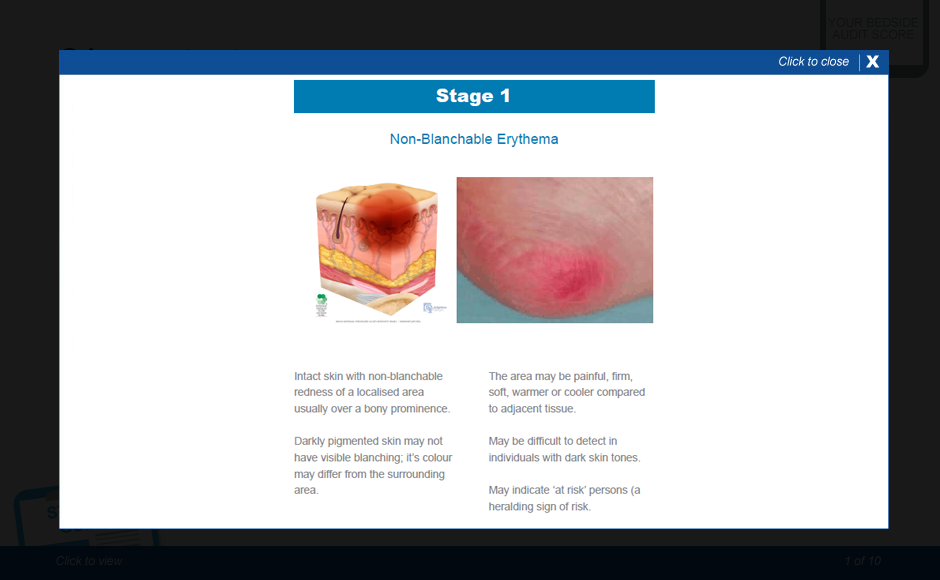 YOUR BEDSIDE
AUDIT SCORE
Click to close
X
Stage 1
Non-Blanchable Erythema
Intact skin with non-blanchable
redness of a localised area
usually over a bony prominence.
Darkly pigmented skin may not
have visible blanching; it's colour
may differ from the surrounding
area.
The area may be painful, firm,
soft, warmer or cooler compared
to adjacent tissue.
May be difficult to detect in
individuals with dark skin tones.
May indicate 'at risk' persons (a
heralding sign of risk.
Click to view
1 of 10